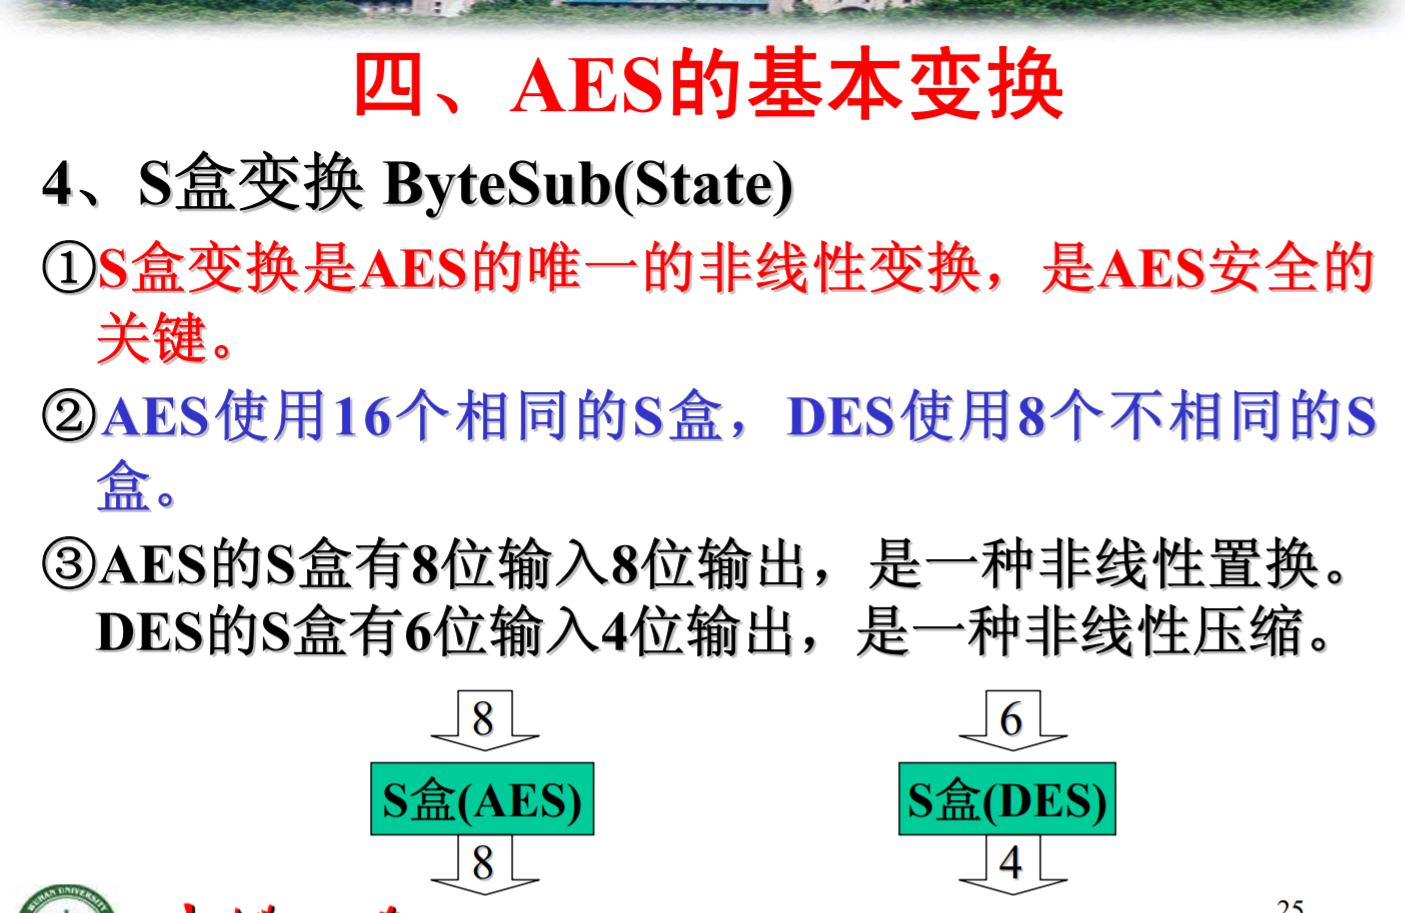 四、AES的基本变换
4、S盒变换 ByteSub(State)
①S盒变换是AES的唯一的非线性变换，是AES安全的
关键。
②AES使用16个相同的S盒，DES使用8个不相同的S
盒。
③AES的S盒有8位输入8位输出，是一种非线性置换。
DES的S盒有6位输入4位输出，是一种非线性压缩。
8 6
S盒(AES) S盒(DES)
8 4
WUHAN UNIVERSITY
25